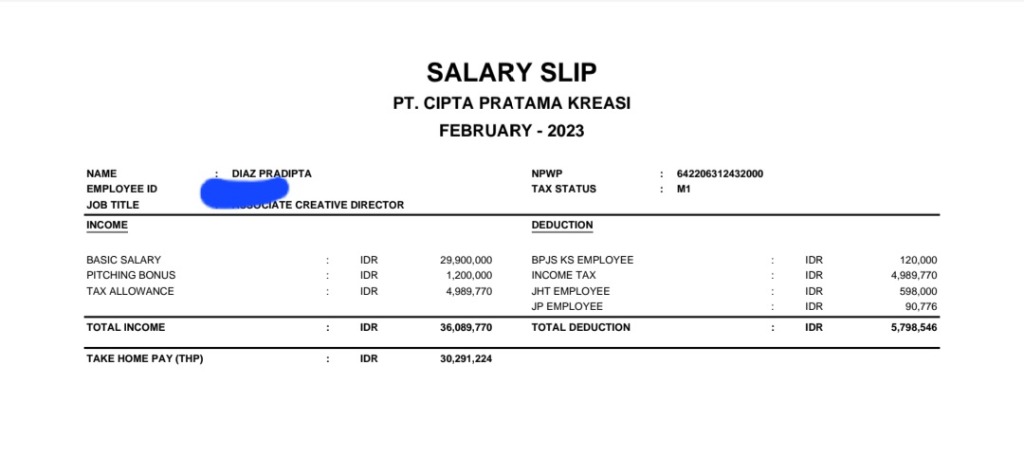 SALARY SLIP
PT. CIPTA PRATAMA KREASI
FEBRUARY - 2023
NAME : DIAZ PRADIPTA NPWP : 642206312432000
EMPLOYEE ID TAX STATUS : M1
JOB TITLE ASSOCIATE CREATIVE DIRECTOR
INCOME DEDUCTION
BASIC SALARY : IDR 29,900,000 BPJS KS EMPLOYEE : IDR 120,000
PITCHING BONUS : IDR 1,200,000 INCOME TAX : IDR 4,989,770
TAX ALLOWANCE : IDR 4,989,770 JHT EMPLOYEE : IDR 598,000
JP EMPLOYEE : IDR 90,776
TOTAL INCOME : IDR 36,089,770 TOTAL DEDUCTION : IDR 5,798,546
TAKE HOME PAY (THP) : IDR 30,291,224